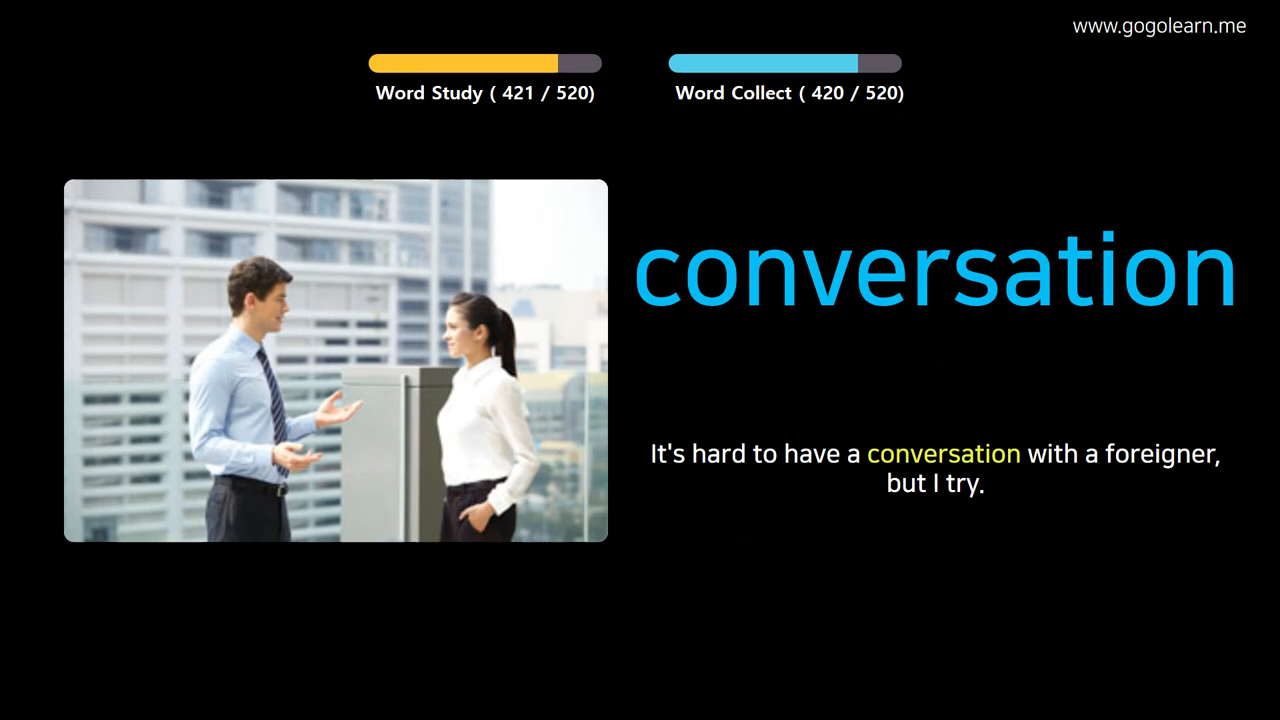 www.gogolearn.me
Word Study ( 421 / 520)
Word Collect ( 420 / 520)
conversation
It's hard to have a conversation with a foreigner,
but I try.